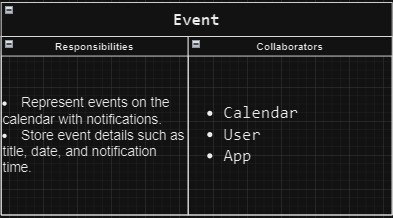 Event
Responsibilities
Collaborators
• Represent events on the
calendar with notifications.
• Store event details such as
title, date, and notification
time.
• Calendar
• User
• App